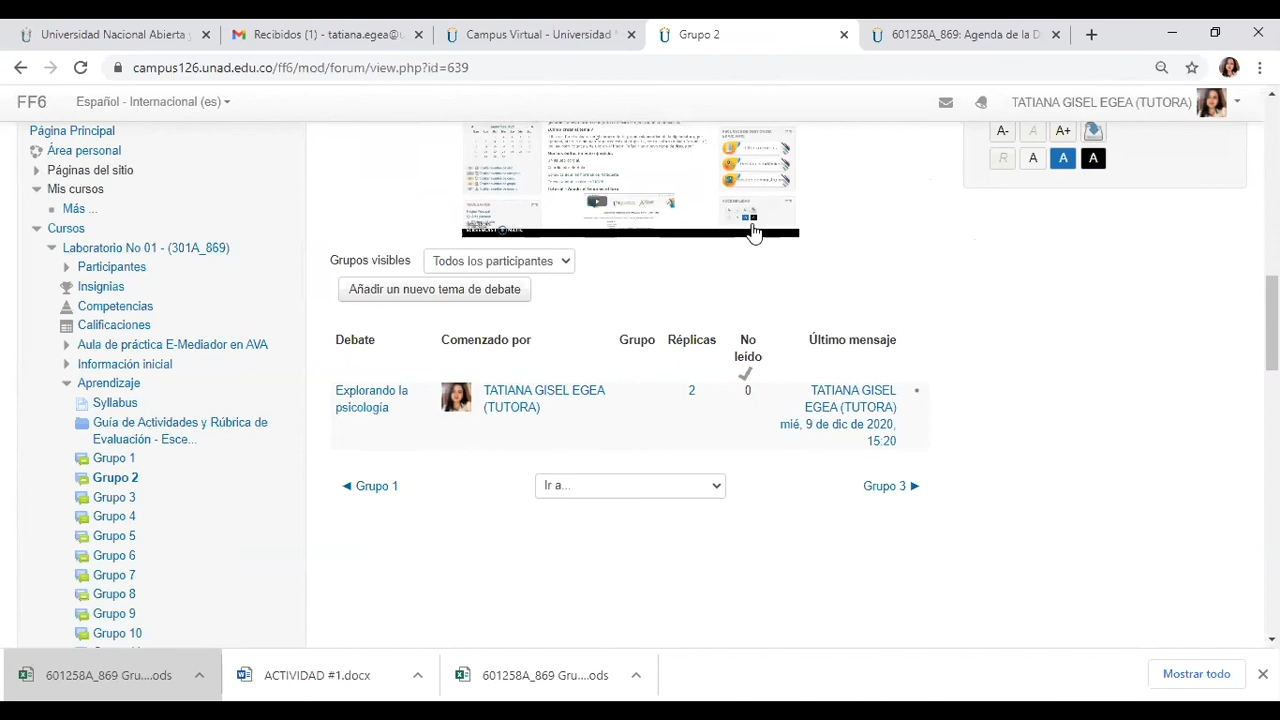 Universidad Nacional Abierta y
Recibidos (1) - tatiana.egea@u
Campus Virtual - Universidad N
Grupo 2
601258A_869: Agenda de la D
campus126.unad.edu.co/ff6/mod/forum/view.php?id=639
FF6
Español - Internacional (es)
TATIANA GISEL EGEA (TUTORA)
Página Principal
Área personal
Páginas del sitio
Mis cursos
Más ...
Cursos
Laboratorio No 01 - (301A_869)
Participantes
Insignias
Competencias
Calificaciones
Aula de práctica E-Mediador en AVA
Información inicial
Aprendizaje
Syllabus
Guía de Actividades y Rúbrica de
Evaluación - Esce...
Grupo 1
Grupo 2
Grupo 3
Grupo 4
Grupo 5
Grupo 6
Grupo 7
Grupo 8
Grupo 9
Grupo 10
A-
A
A+
R
A
A
A
Grupos visibles
Todos los participantes
Añadir un nuevo tema de debate
Debate Comenzado por Grupo Réplicas No leído Último mensaje
Explorando la
psicología
TATIANA GISEL EGEA
(TUTORA)
2
0
TATIANA GISEL
EGEA (TUTORA)
mié, 9 de dic de 2020,
15:20
◄ Grupo 1
Ir a...
Grupo 3 ►
601258A_869 Gru....ods
ACTIVIDAD #1.docx
601258A_869 Gru....ods
Mostrar todo